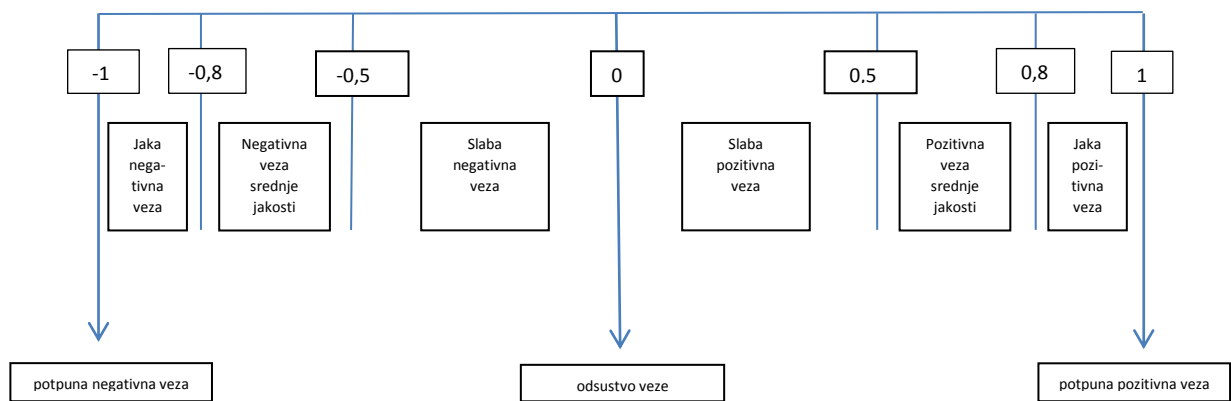 -1
-0,8
-0,5
0
0,5
0,8
1
Jaka
nega-
tivna
veza
Negativna
veza
srednje
jakosti
Slaba
negativna
veza
Slaba
pozitivna
veza
Pozitivna
veza
srednje
jakosti
Jaka
pozi-
tivna
veza
potpuna negativna veza
odsustvo veze
potpuna pozitivna veza